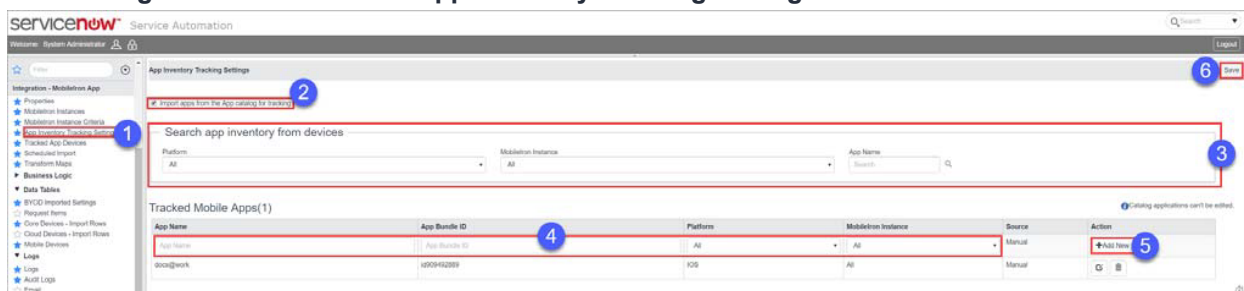 servicenow Service Automation
Search
Welcome: System Administrator
Logout
Filter
App Inventory Tracking Settings
6
Save
Integration - MobileIron App
Properties
MobileIron Instances
MobileIron Instance Criteria
App Inventory Tracking Setting
1
Tracked App Devices
Scheduled Import
Transform Maps
Business Logic
Data Tables
BYOD Imported Settings
Request Items
Core Devices - Import Rows
Cloud Devices - Import Rows
Mobile Devices
Logs
Logs
Audit Logs
Email
Import apps from the App catalog for tracking
2
Search app inventory from devices
Platform
MobileIron Instance
App Name
All
All
Search
3
Tracked Mobile Apps(1)
Catalog applications can't be edited.
App Name
App Bundle ID
Platform
MobileIron Instance
Source
Action
App Name
App Bundle ID
4
All
All
Manual
+Add New
5
docs@work
id909492889
IOS
All
Manual